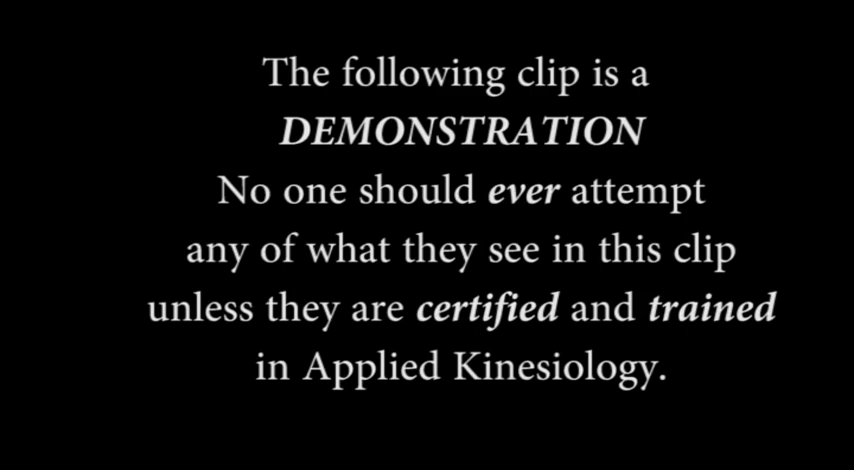 The following clip is a
DEMONSTRATION
No one should ever attempt
any of what they see in this clip
unless they are certified and trained
in Applied Kinesiology.